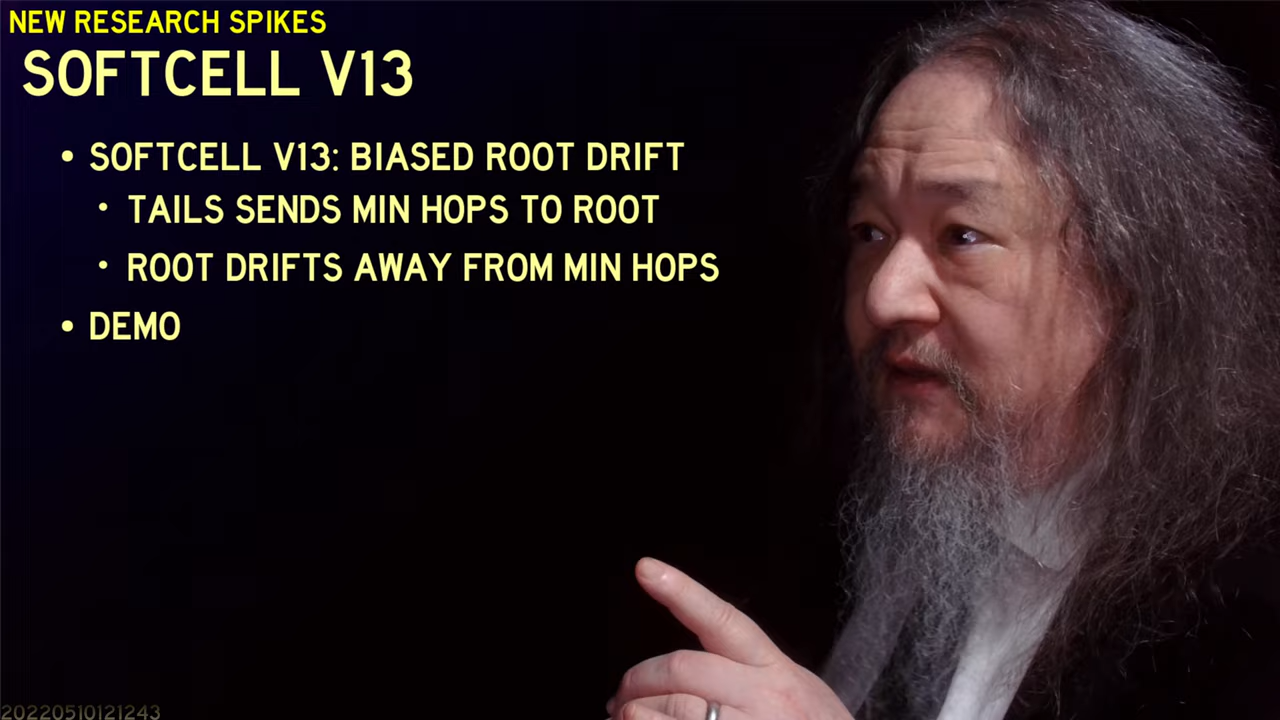 NEW RESEARCH SPIKES
SOFTCELL V13
• SOFTCELL V13: BIASED ROOT DRIFT
• TAILS SENDS MIN HOPS TO ROOT
• ROOT DRIFTS AWAY FROM MIN HOPS
• DEMO
20220510121243